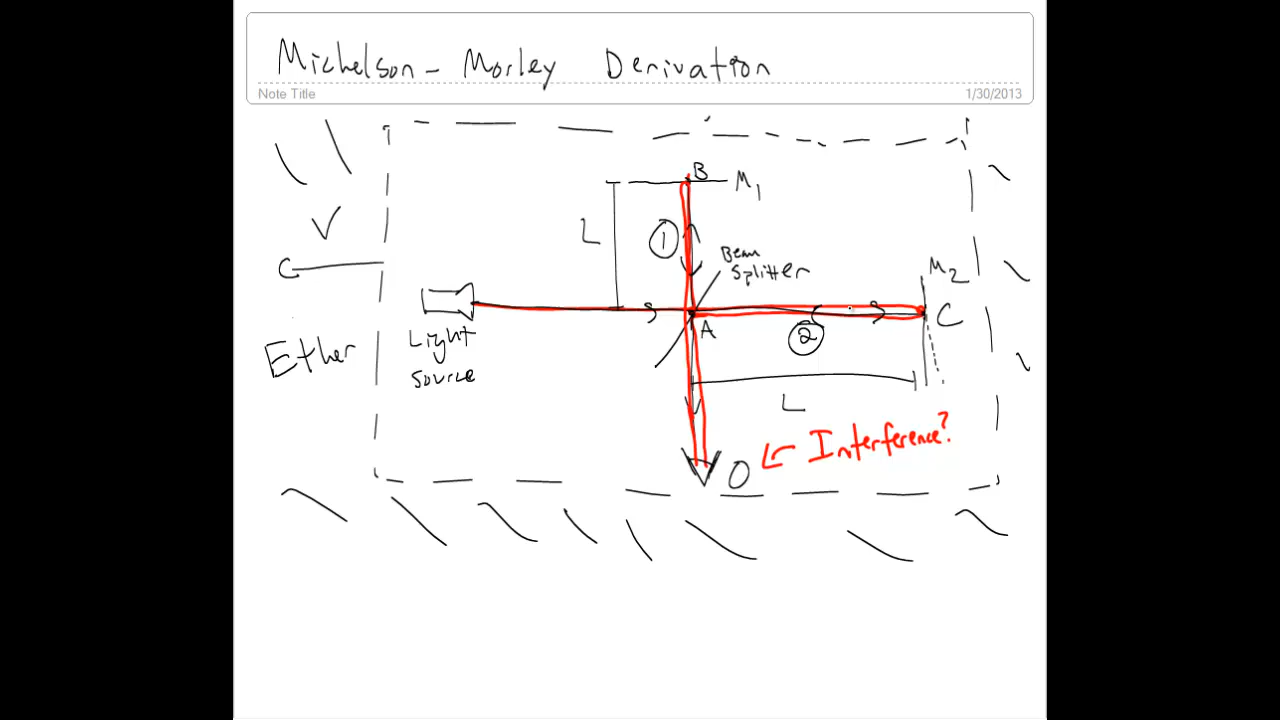 Michelson - Morley Derivation
Note Title
1/30/2013
B
M1
V
L
1
Beam
Splitter
M2
C
A
2
Ether
Light
Source
L
Interference?
O